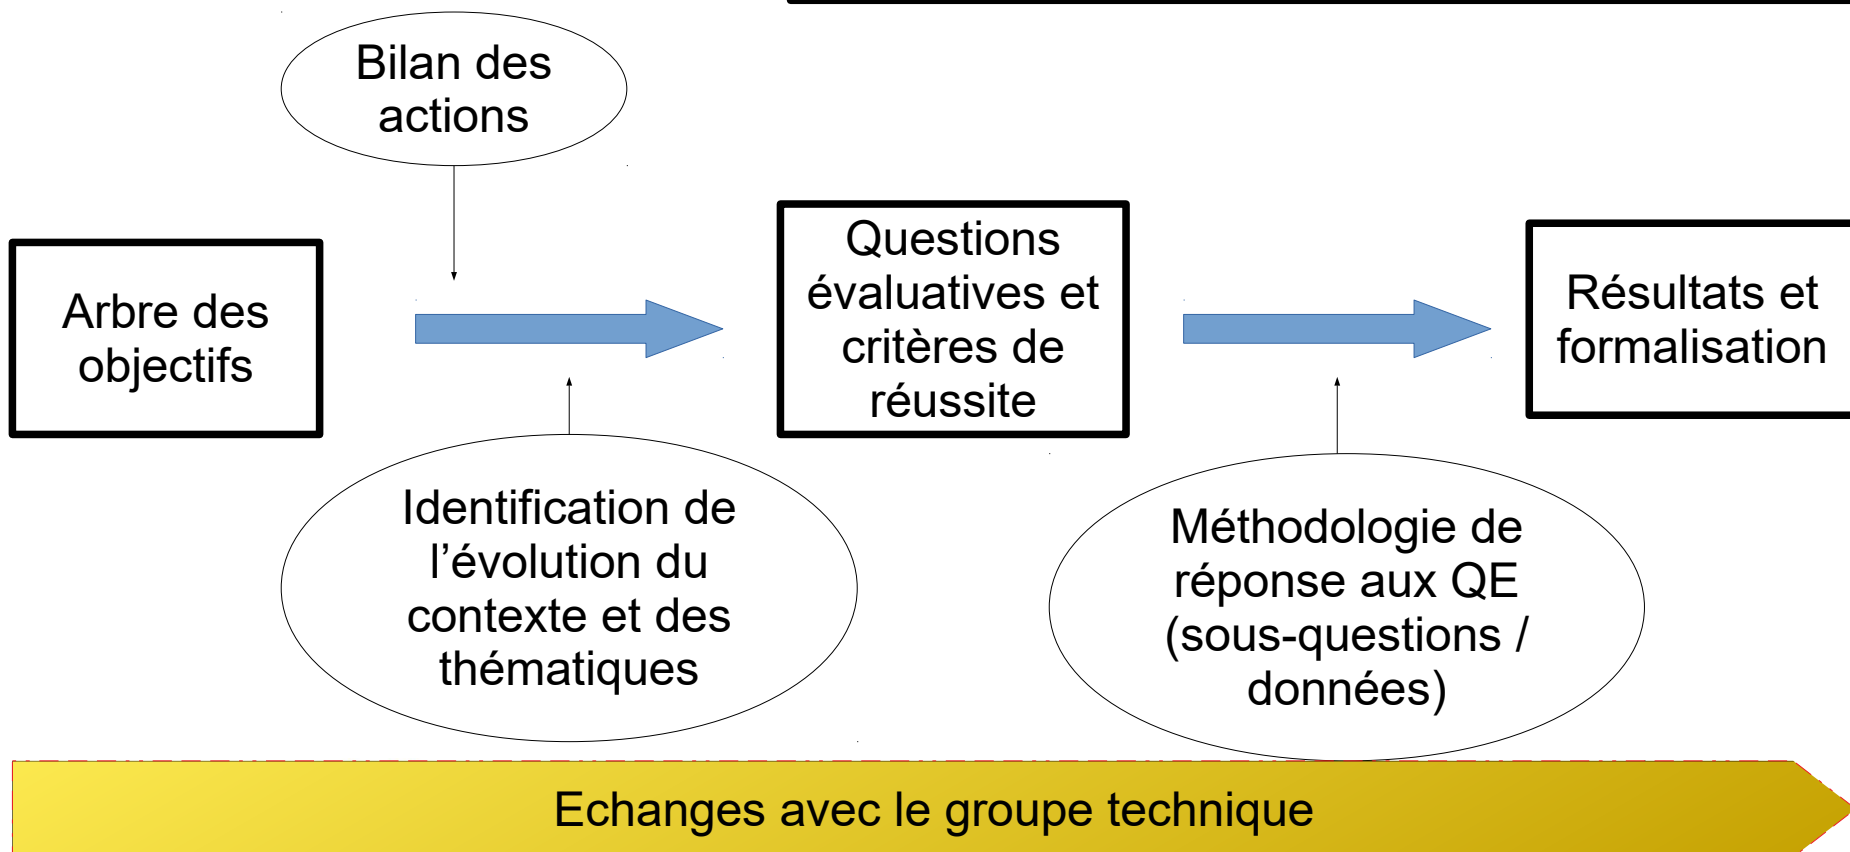 Bilan des
actions
Arbre des
objectifs
Questions
évaluatives et
critères de
réussite
Résultats et
formalisation
Identification de
l’évolution du
contexte et des
thématiques
Méthodologie de
réponse aux QE
(sous-questions /
données)
Echanges avec le groupe technique